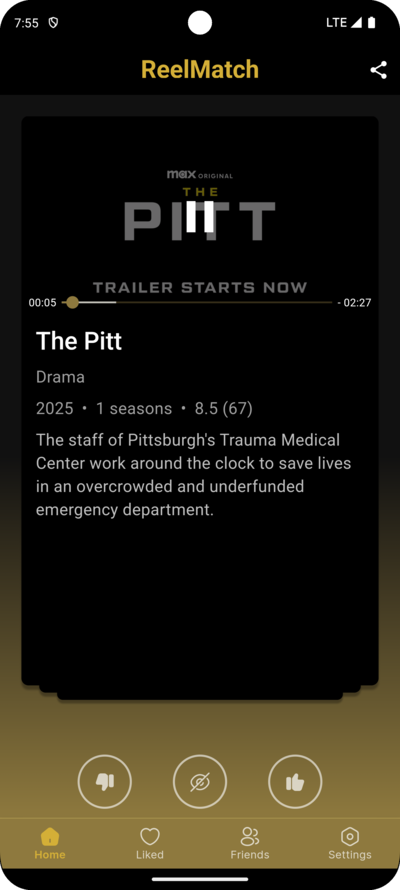 7:55
LTE
ReelMatch
max ORIGINAL
THE
PITT
TRAILER STARTS NOW
00:05
- 02:27
The Pitt
Drama
2025 • 1 seasons • 8.5 (67)
The staff of Pittsburgh's Trauma Medical
Center work around the clock to save lives
in an overcrowded and underfunded
emergency department.
Home
Liked
Friends
Settings